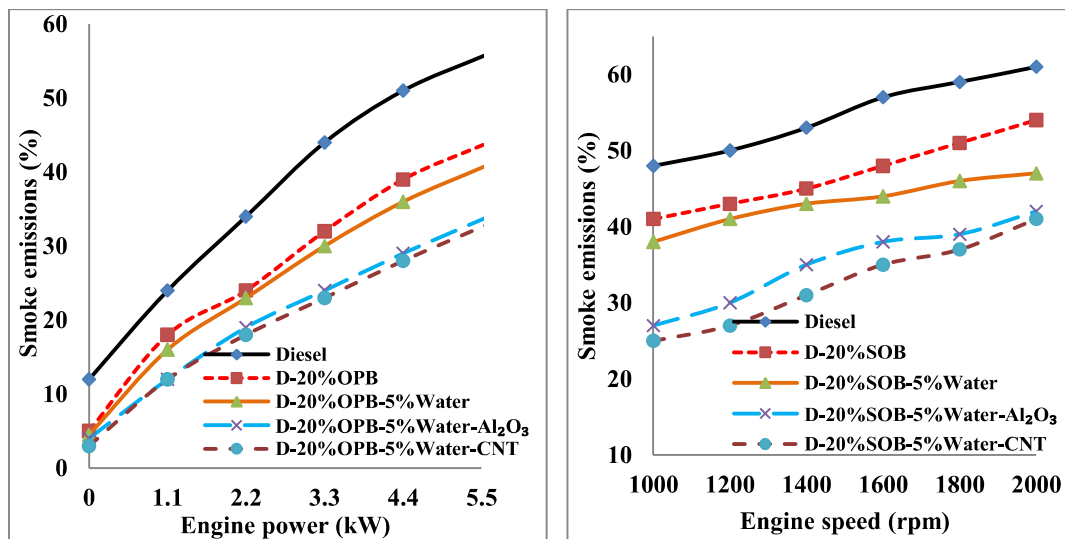 60
50
40
30
20
10
0
Smoke emissions (%)
Diesel
D-20%OPB
D-20%OPB-5%Water
D-20%OPB-5%Water-Al₂O₃
D-20%OPB-5%Water-CNT
0 1.1 2.2 3.3 4.4 5.5
Engine power (kW)
60
50
40
30
20
10
Smoke emissions (%)
Diesel
D-20%SOB
D-20%SOB-5%Water
D-20%SOB-5%Water-Al₂O₃
D-20%SOB-5%Water-CNT
1000 1200 1400 1600 1800 2000
Engine speed (rpm)